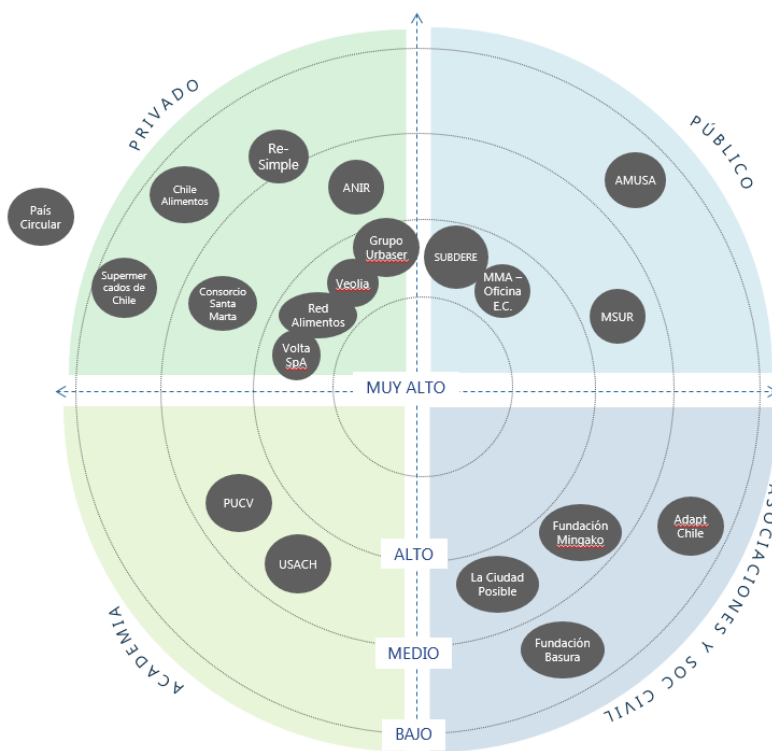 PRIVADO
PÚBLICO
Re-
Simple
ANIR
AMUSA
Chile
Alimentos
País
Circular
Grupo
Urbaser
SUBDERE
MMA –
Oficina
E.C.
Supermer
cados de
Chile
Consorcio
Santa
Marta
Veolia
Red
Alimentos
MSUR
Volta
SpA
MUY ALTO
PUCV
USACH
Fundación
Mingako
Adapt
Chile
ALTO
La Ciudad
Posible
Fundación
Basura
MEDIO
BAJO
ACADEMIA
ASOCIACIONES Y SOC CIVIL